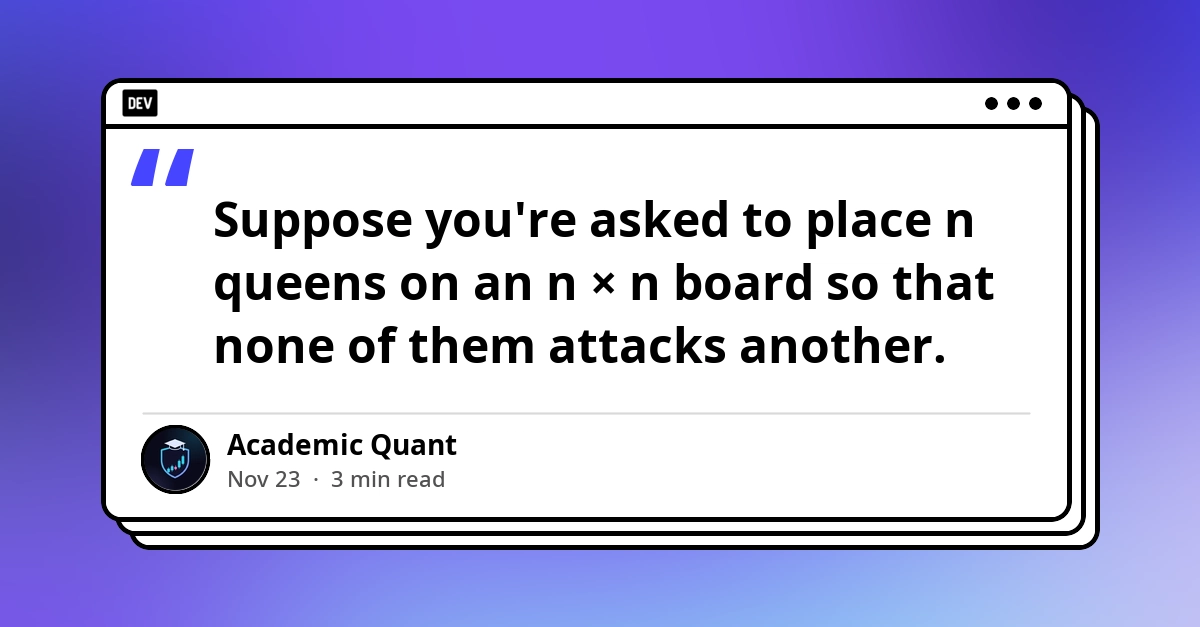 DEV
“
Suppose you're asked to place n
queens on an n × n board so that
none of them attacks another.
Academic Quant
Nov 23 · 3 min read